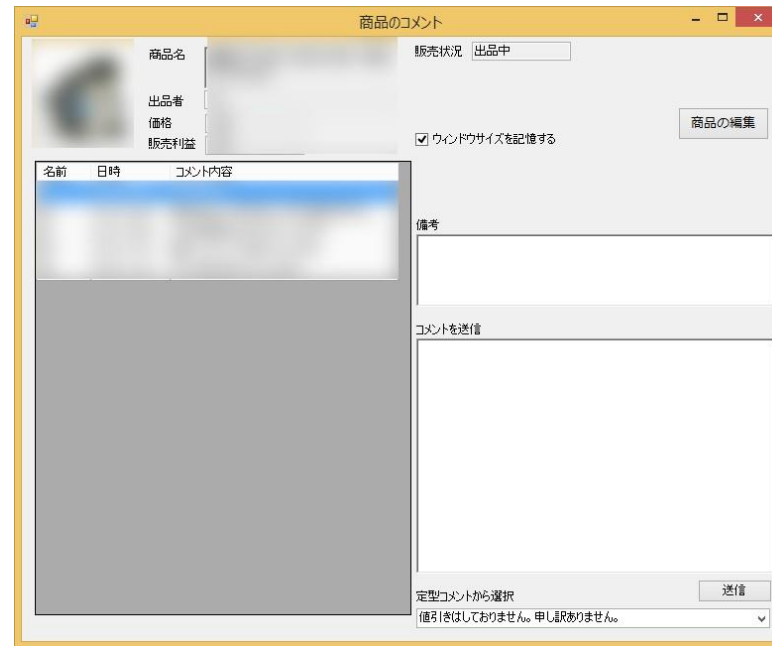 商品のコメント
商品名
出品者
価格
販売利益
販売状況 出品中
ウィンドウサイズを記憶する
商品の編集
名前 日時 コメント内容
備考
コメントを送信
送信
定型コメントから選択
値引きはしておりません。申し訳ありません。